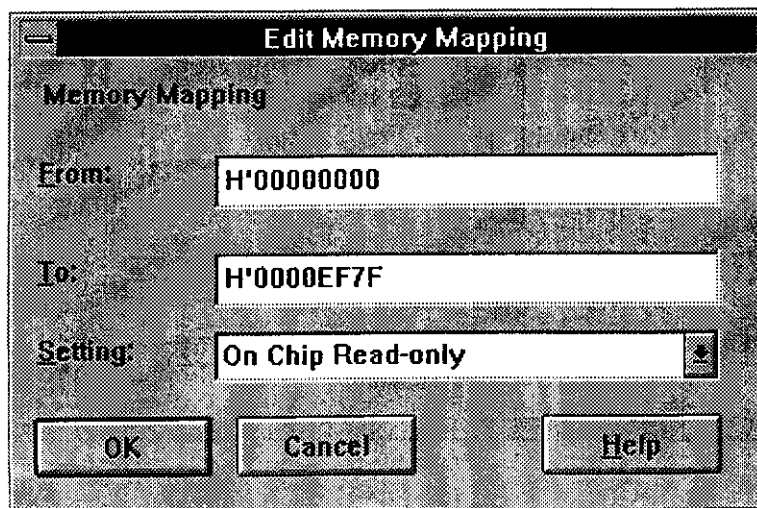 Edit Memory Mapping
Memory Mapping
From: H'00000000
To: H'0000EF7F
Setting: On Chip Read-only
OK Cancel Help